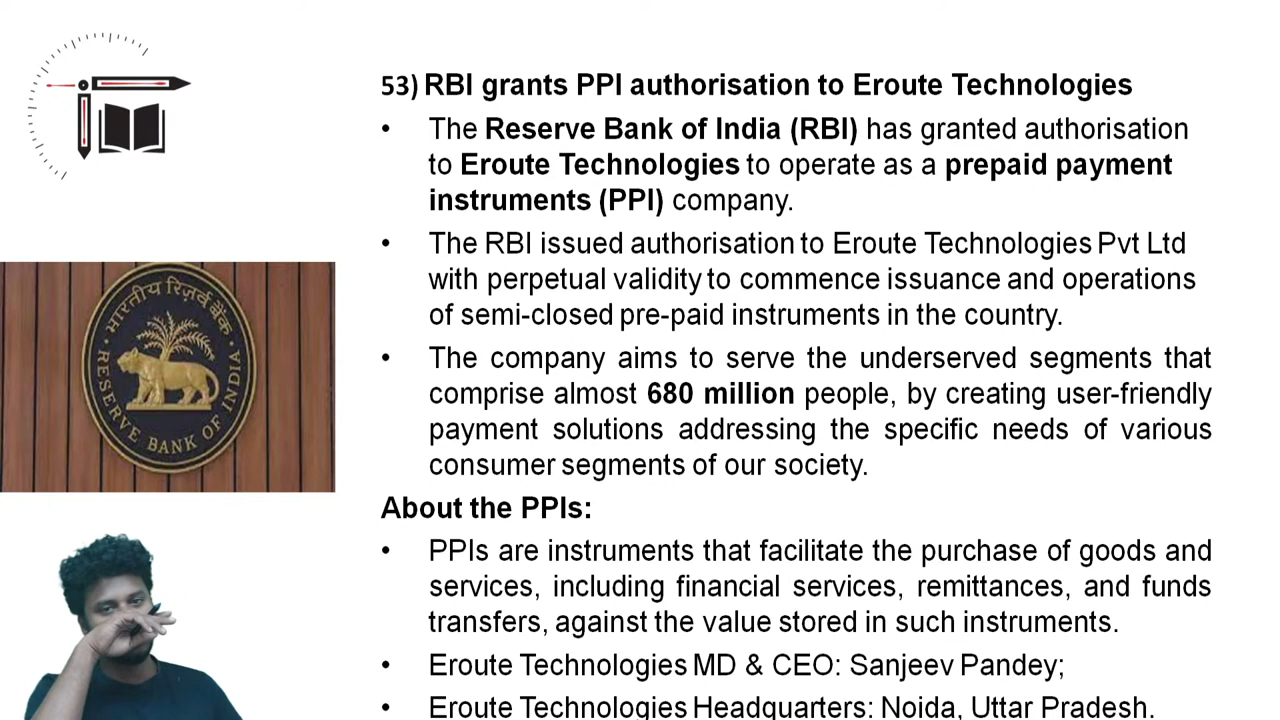 53) RBI grants PPI authorisation to Eroute Technologies
• The Reserve Bank of India (RBI) has granted authorisation
to Eroute Technologies to operate as a prepaid payment
instruments (PPI) company.
• The RBI issued authorisation to Eroute Technologies Pvt Ltd
with perpetual validity to commence issuance and operations
of semi-closed pre-paid instruments in the country.
• The company aims to serve the underserved segments that
comprise almost 680 million people, by creating user-friendly
payment solutions addressing the specific needs of various
consumer segments of our society.
About the PPIs:
• PPIs are instruments that facilitate the purchase of goods and
services, including financial services, remittances, and funds
transfers, against the value stored in such instruments.
• Eroute Technologies MD & CEO: Sanjeev Pandey;
• Eroute Technologies Headquarters: Noida, Uttar Pradesh.
भारतीय रिज़र्व बैंक
RESERVE BANK OF INDIA